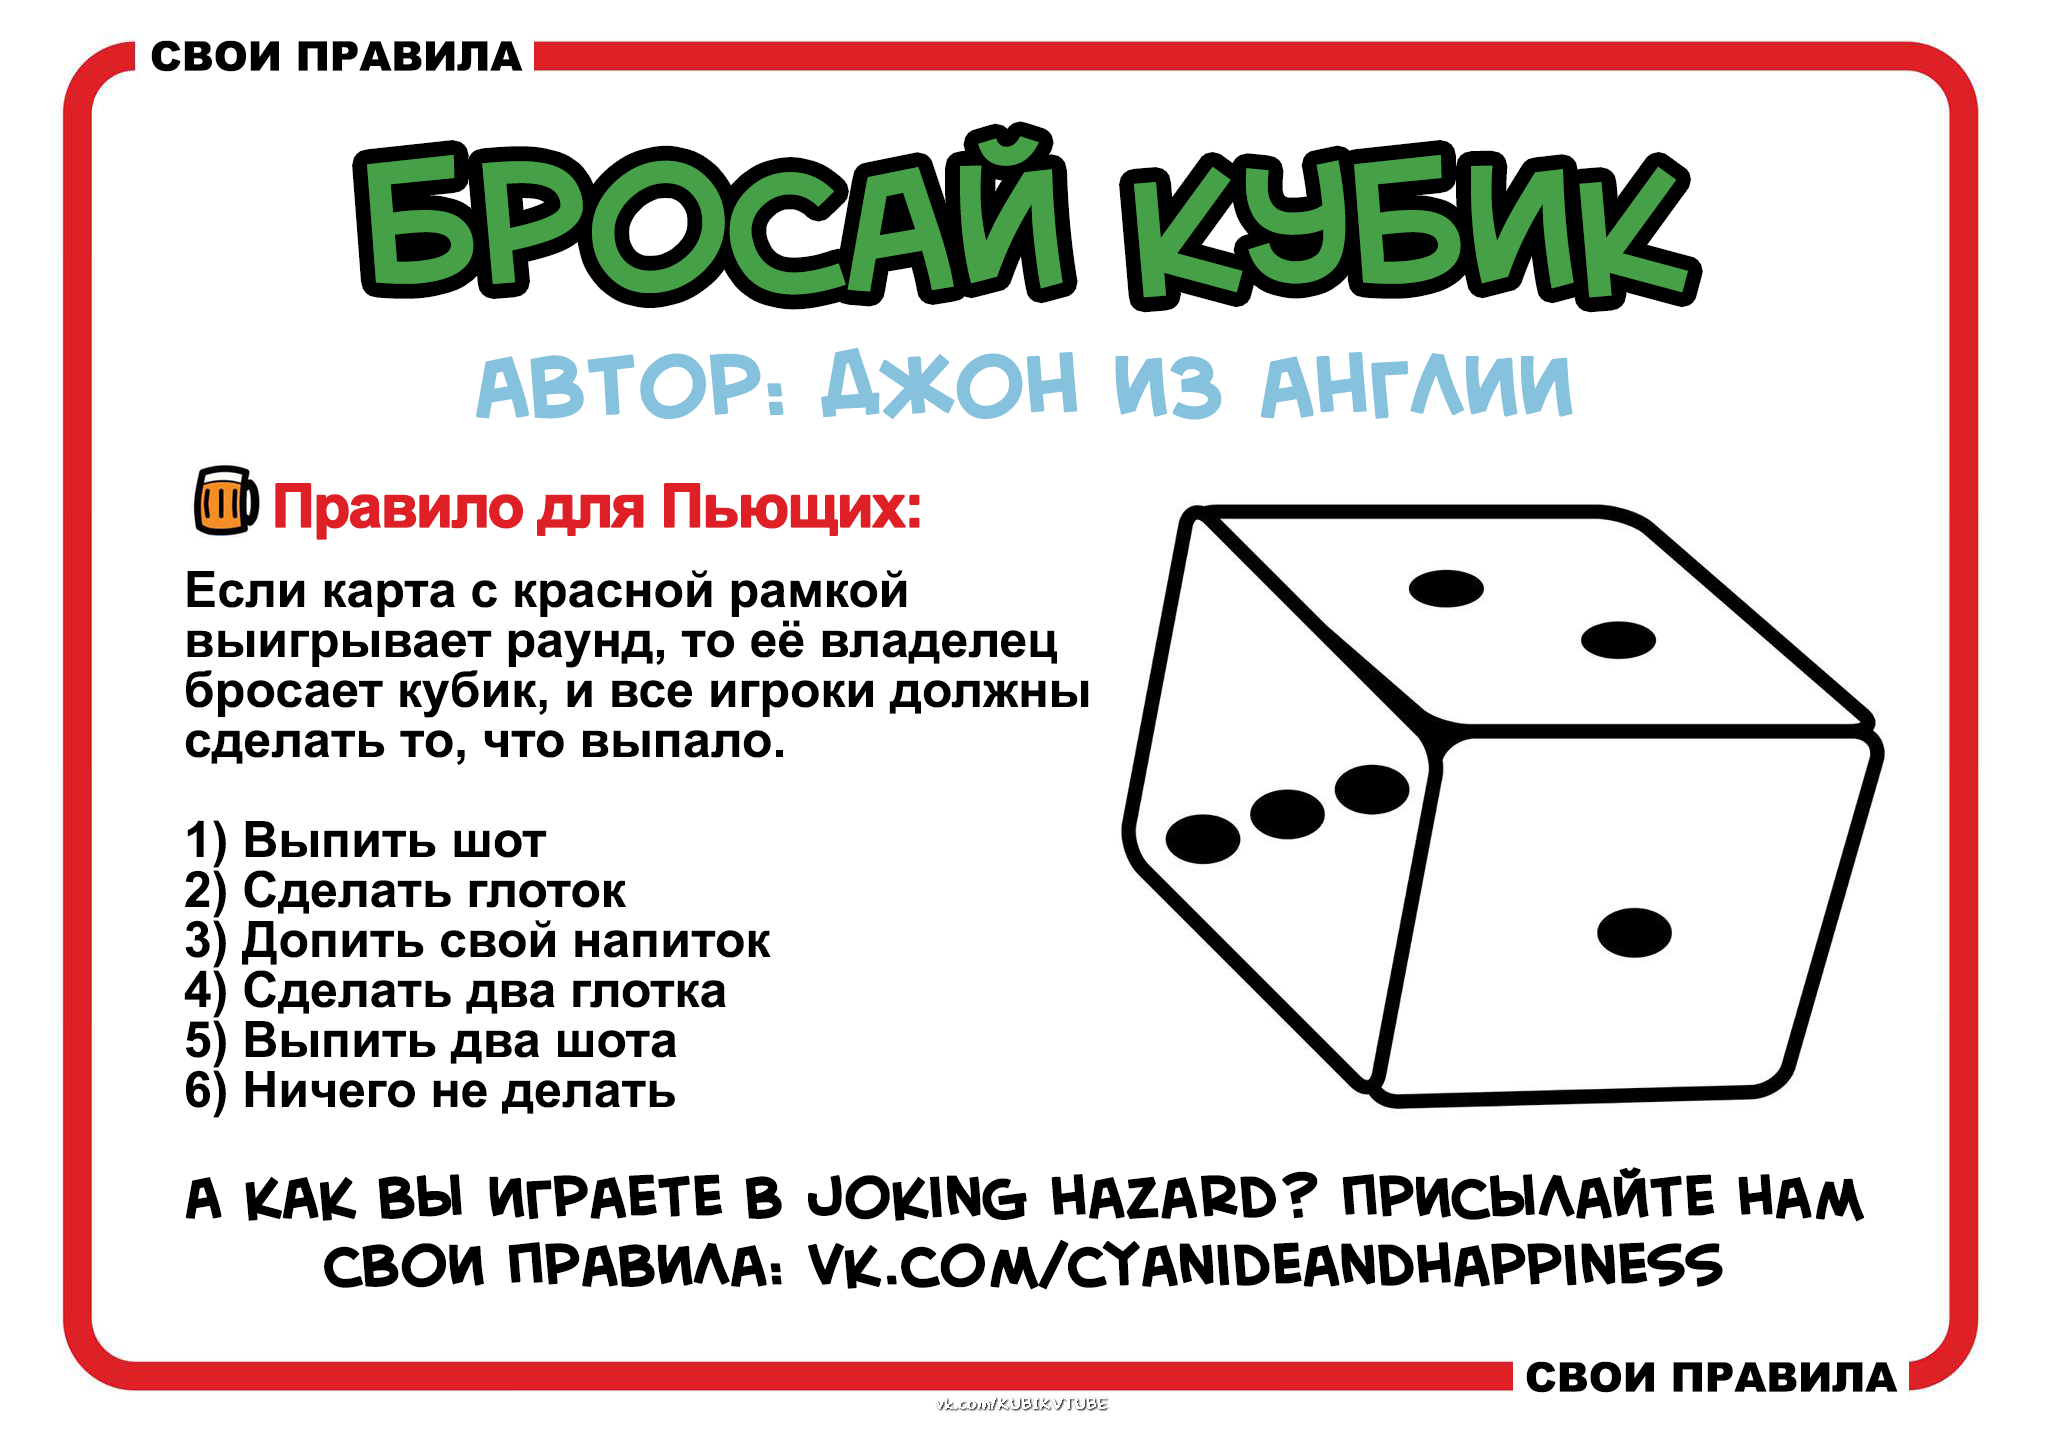 СВОИ ПРАВИЛА
БРОСАЙ КУБИК
АВТОР: ДЖОН ИЗ АНГЛИИ
Правило для Пьющих:
Если карта с красной рамкой
выигрывает раунд, то её владелец
бросает кубик, и все игроки должны
сделать то, что выпало.
1) Выпить шот
2) Сделать глоток
3) Допить свой напиток
4) Сделать два глотка
5) Выпить два шота
6) Ничего не делать
А КАК ВЫ ИГРАЕТЕ В JOKING HAZARD? ПРИСЫЛАЙТЕ НАМ
СВОИ ПРАВИЛА: VK.COM/CYANIDEANDHAPPINESS
СВОИ ПРАВИЛА
vk.com/KUBIKVTUBE